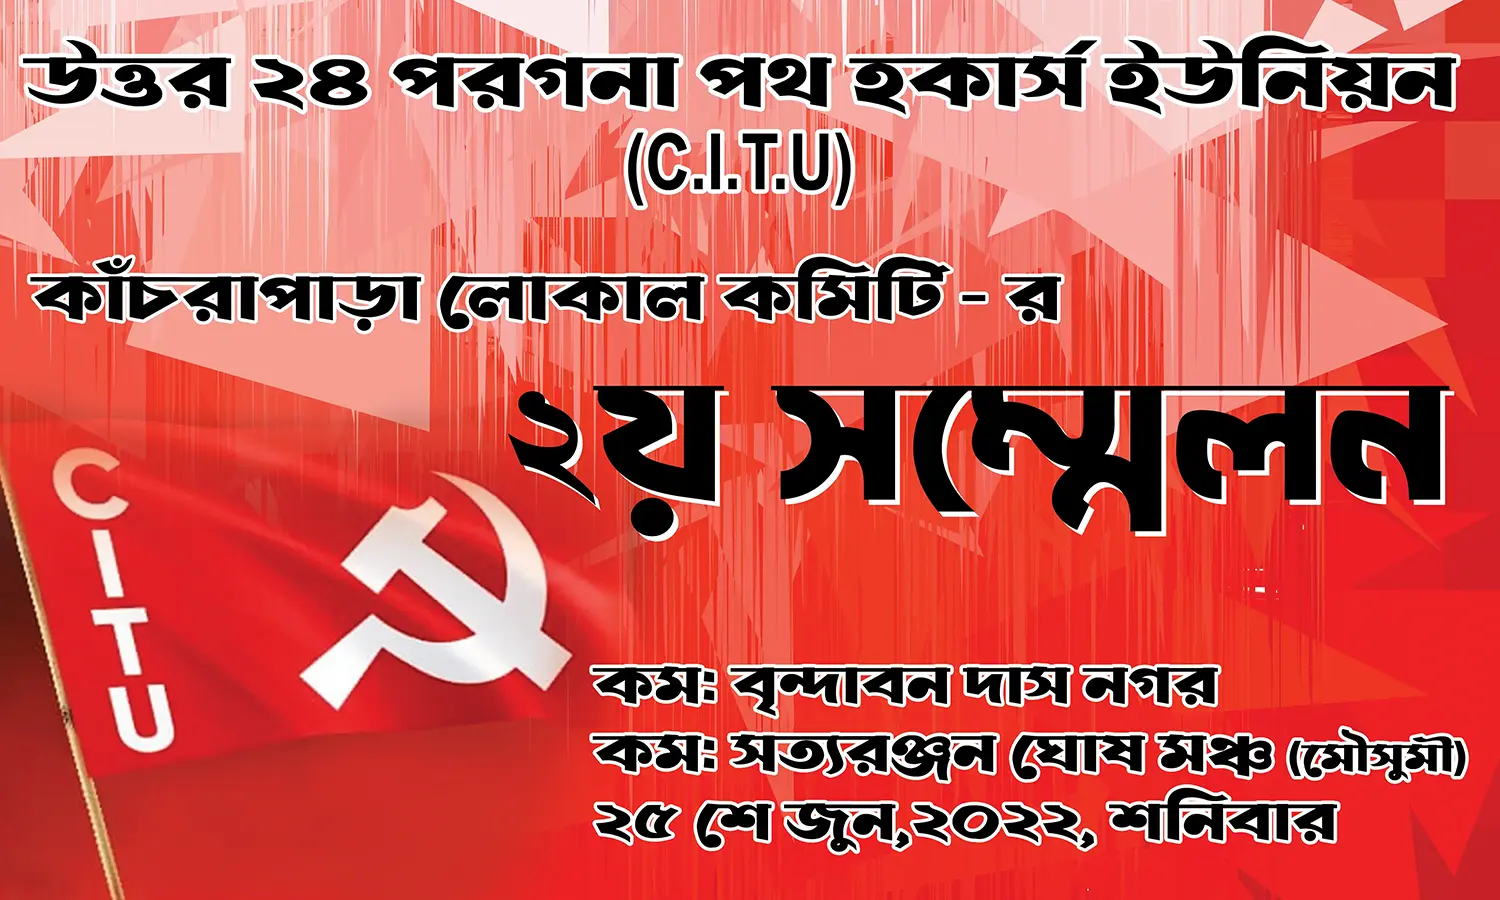 উত্তর ২৪ পরগনা পথ হকার্স ইউনিয়ন
(C.I.T.U)
কাঁচরাপাড়া লোকাল কমিটি - র
২য় সম্মেলন
CITU
কম: বৃন্দাবন দাস নগর
কম: সত্যরঞ্জন ঘোষ মঞ্চ (মৌসুমী)
২৫ শে জুন,২০২২, শনিবার